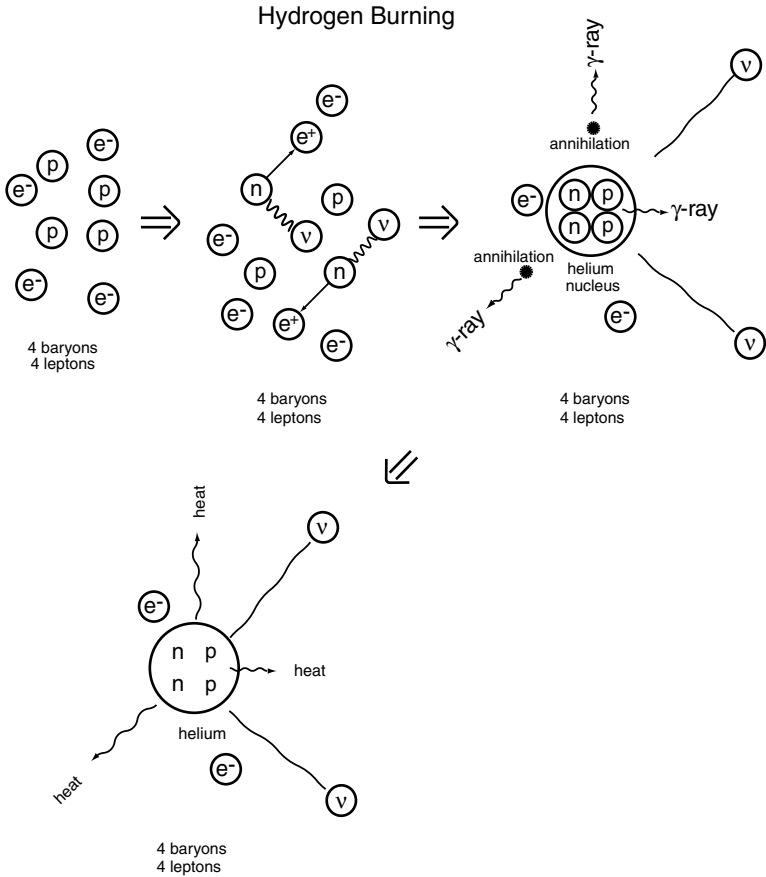 Hydrogen Burning
e⁻
p
e⁻
p
p
p
e⁻
e⁻
4 baryons
4 leptons
e⁻
e⁺
n
p
ν
ν
e⁻
p
n
e⁻
e⁺
e⁻
4 baryons
4 leptons
γ-ray
ν
annihilation
e⁻
n p
n p
γ-ray
annihilation
helium
nucleus
γ-ray
e⁻
ν
4 baryons
4 leptons
heat
ν
e⁻
n p
n p
heat
helium
heat
e⁻
ν
4 baryons
4 leptons